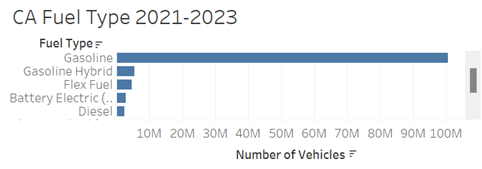 CA Fuel Type 2021-2023
Fuel Type
Gasoline
Gasoline Hybrid
Flex Fuel
Battery Electric (..
Diesel
10M 20M 30M 40M 50M 60M 70M 80M 90M 100M
Number of Vehicles